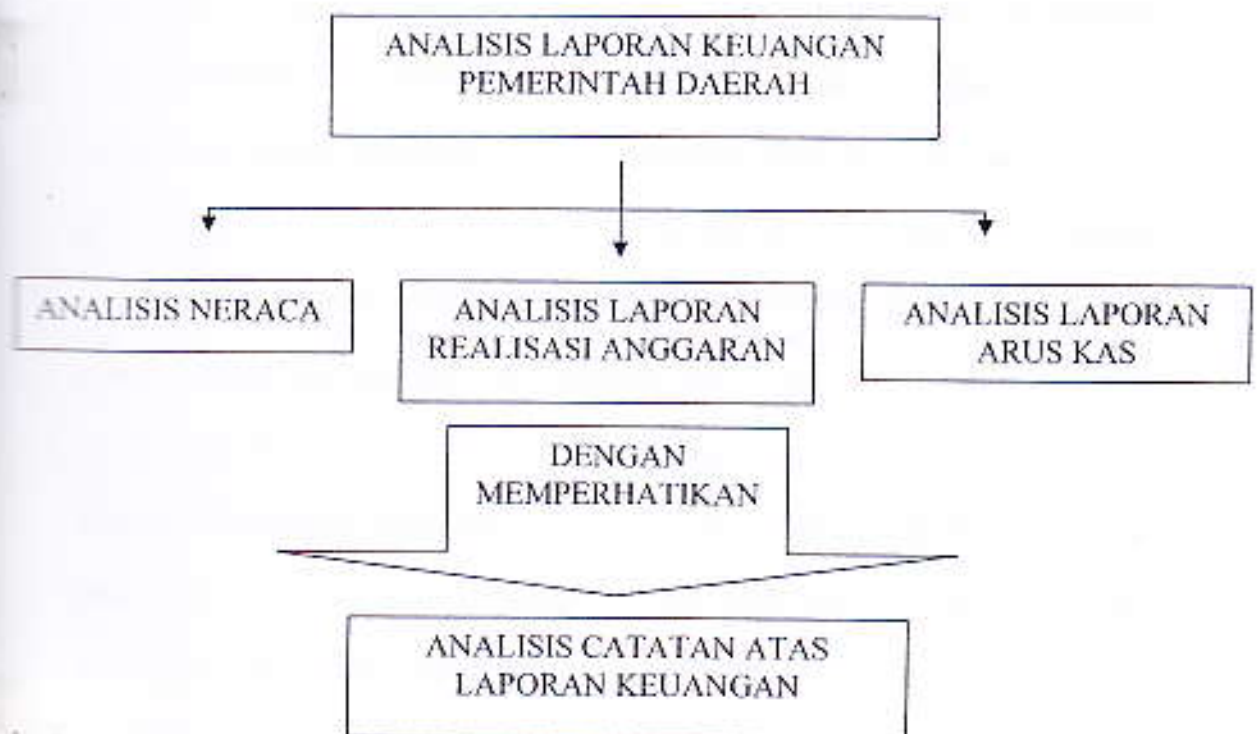 ANALISIS LAPORAN KEUANGAN
PEMERINTAH DAERAH
ANALISIS NERACA
ANALISIS LAPORAN
REALISASI ANGGARAN
ANALISIS LAPORAN
ARUS KAS
DENGAN
MEMPERHATIKAN
ANALISIS CATATAN ATAS
LAPORAN KEUANGAN